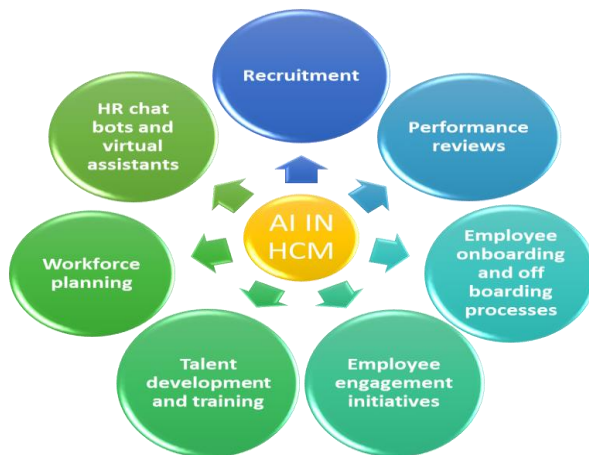 Recruitment
Performance
reviews
Employee
onboarding
and off
boarding
processes
Employee
engagement
initiatives
Talent
development
and training
Workforce
planning
HR chat
bots and
virtual
assistants
AI IN
HCM